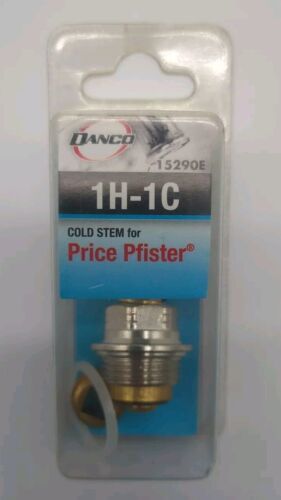 DANCO
15290E
1H-1C
COLD STEM for
Price Pfister®